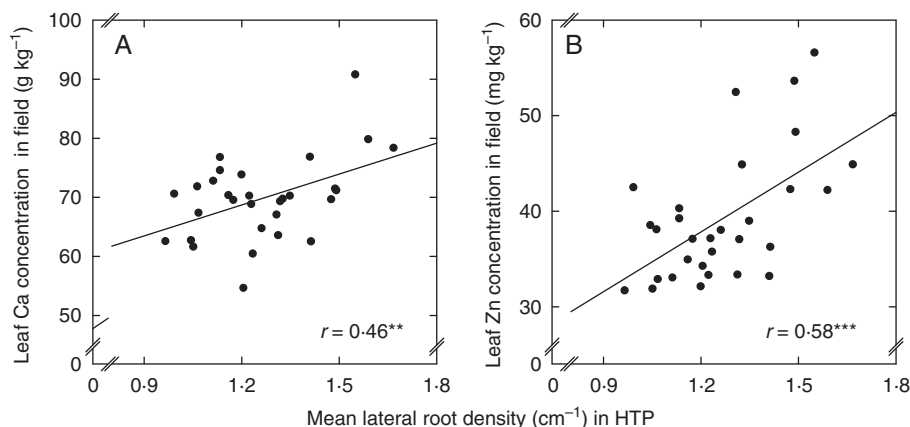 A
B
Leaf Ca concentration in field (g kg⁻¹)
100
90
80
70
60
50
0
r = 0·46**
0 0·9 1·2 1·5 1·8
Leaf Zn concentration in field (mg kg⁻¹)
60
50
40
30
0
r = 0·58***
0 0·9 1·2 1·5 1·8
Mean lateral root density (cm⁻¹) in HTP